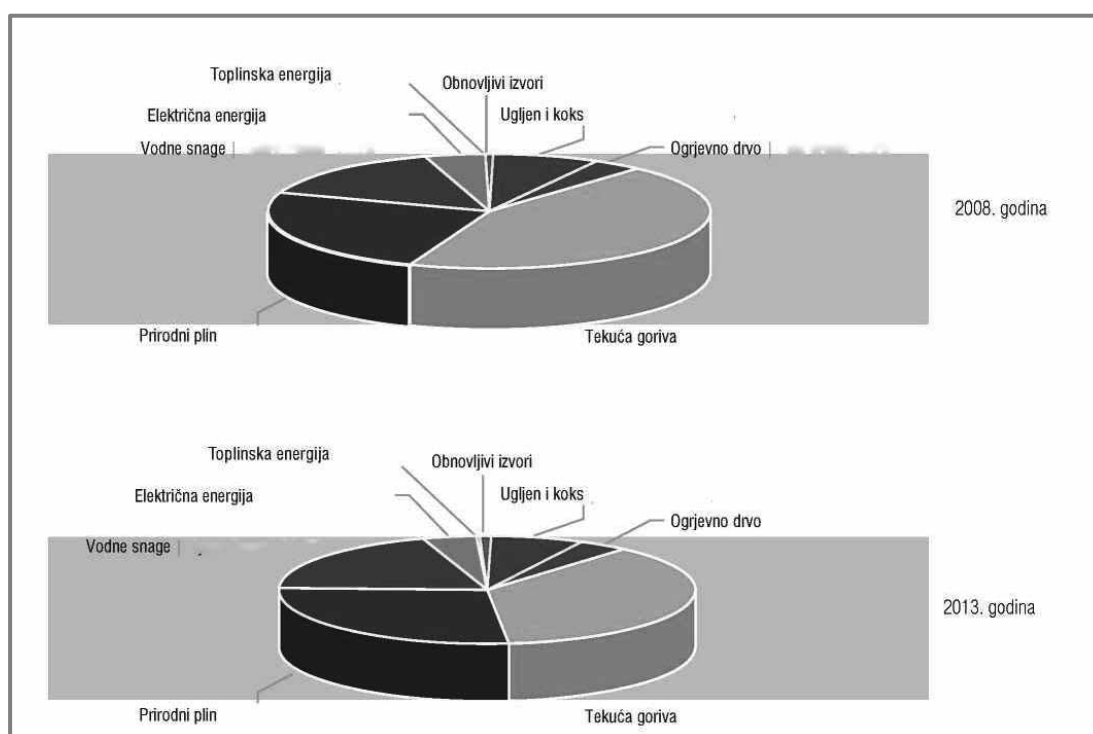 Toplinska energija
Obnovljivi izvori
Električna energija
Ugljen i koks
Vodne snage
Ogrjevno drvo
2008. godina
Prirodni plin
Tekuća goriva
Toplinska energija
Obnovljivi izvori
Električna energija
Ugljen i koks
Ogrjevno drvo
Vodne snage
2013. godina
Prirodni plin
Tekuća goriva